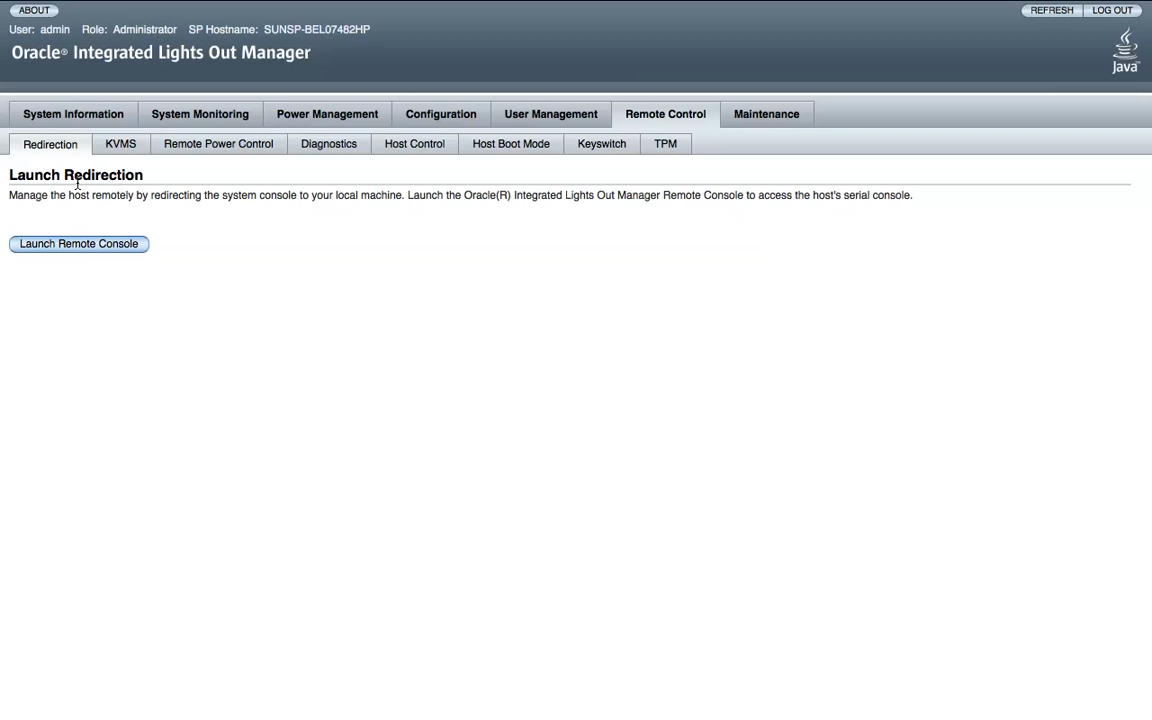 ABOUT
REFRESH LOG OUT
User: admin Role: Administrator SP Hostname: SUNSP-BEL07482HP
Oracle® Integrated Lights Out Manager
Java™
System Information System Monitoring Power Management Configuration User Management Remote Control Maintenance
Redirection KVMS Remote Power Control Diagnostics Host Control Host Boot Mode Keyswitch TPM
Launch Redirection
Manage the host remotely by redirecting the system console to your local machine. Launch the Oracle(R) Integrated Lights Out Manager Remote Console to access the host's serial console.
Launch Remote Console